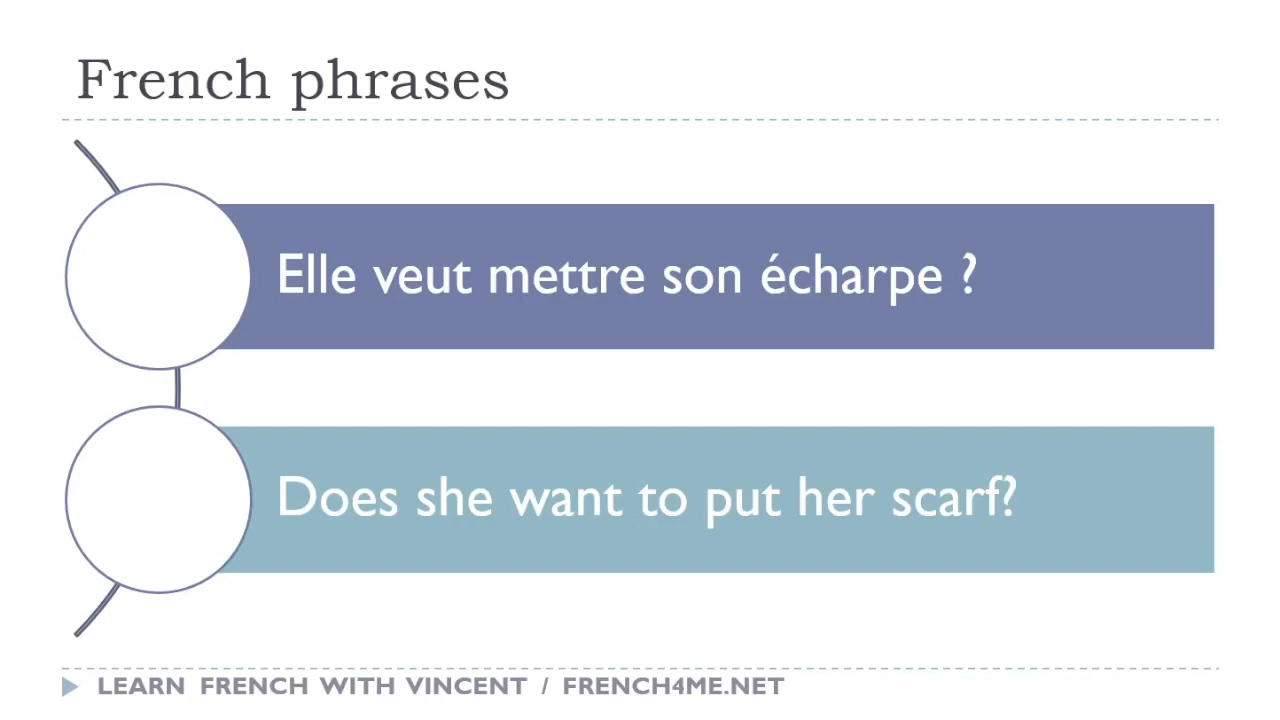 French phrases
Elle veut mettre son écharpe ?
Does she want to put her scarf?
LEARN FRENCH WITH VINCENT / FRENCH4ME.NET